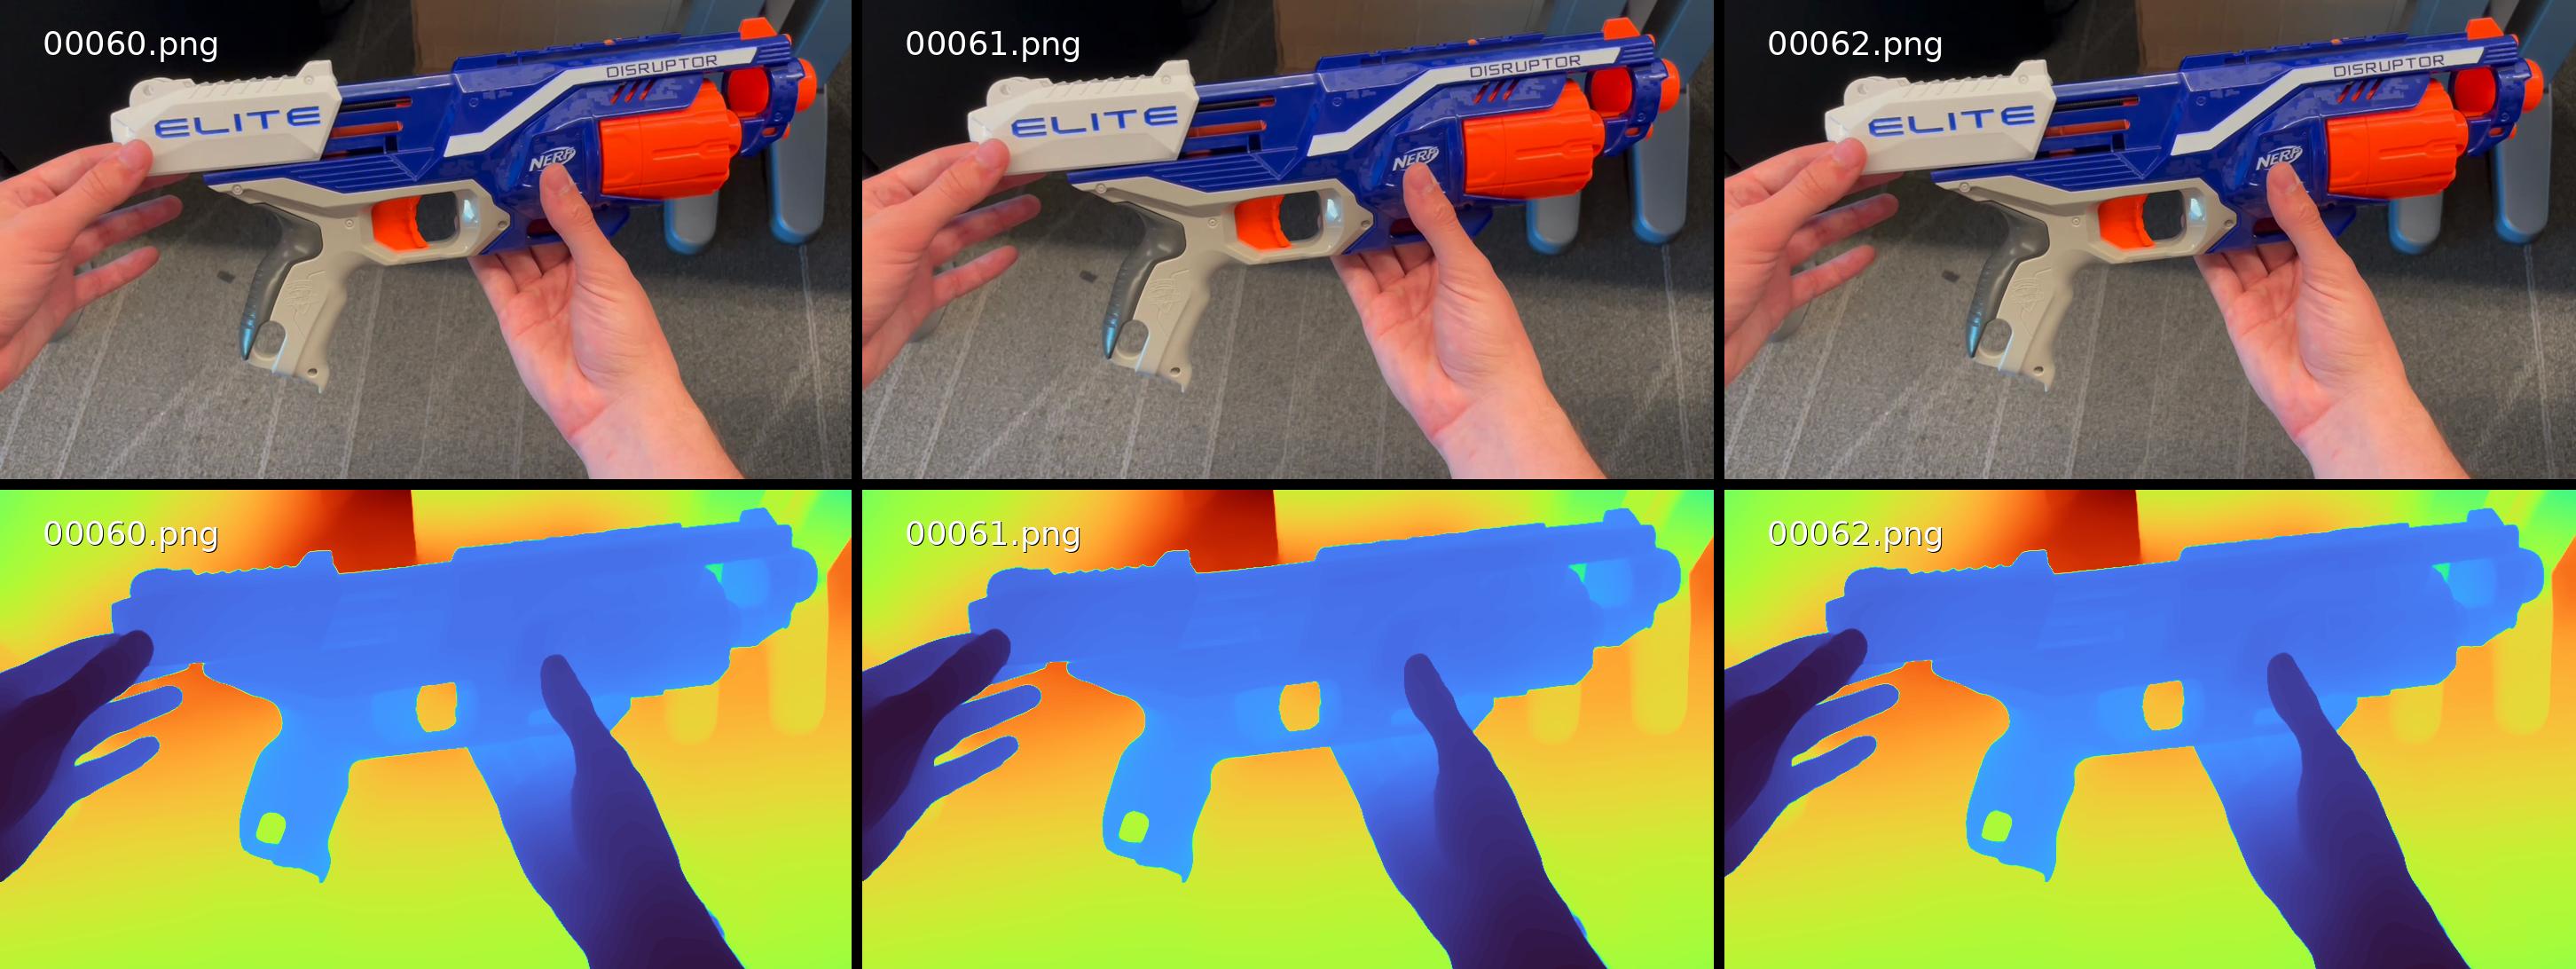 00060.png
DISRUPTOR
ELITE
NERF
00061.png
DISRUPTOR
ELITE
NERF
00062.png
DISRUPTOR
ELITE
NERF
00060.png
00061.png
00062.png